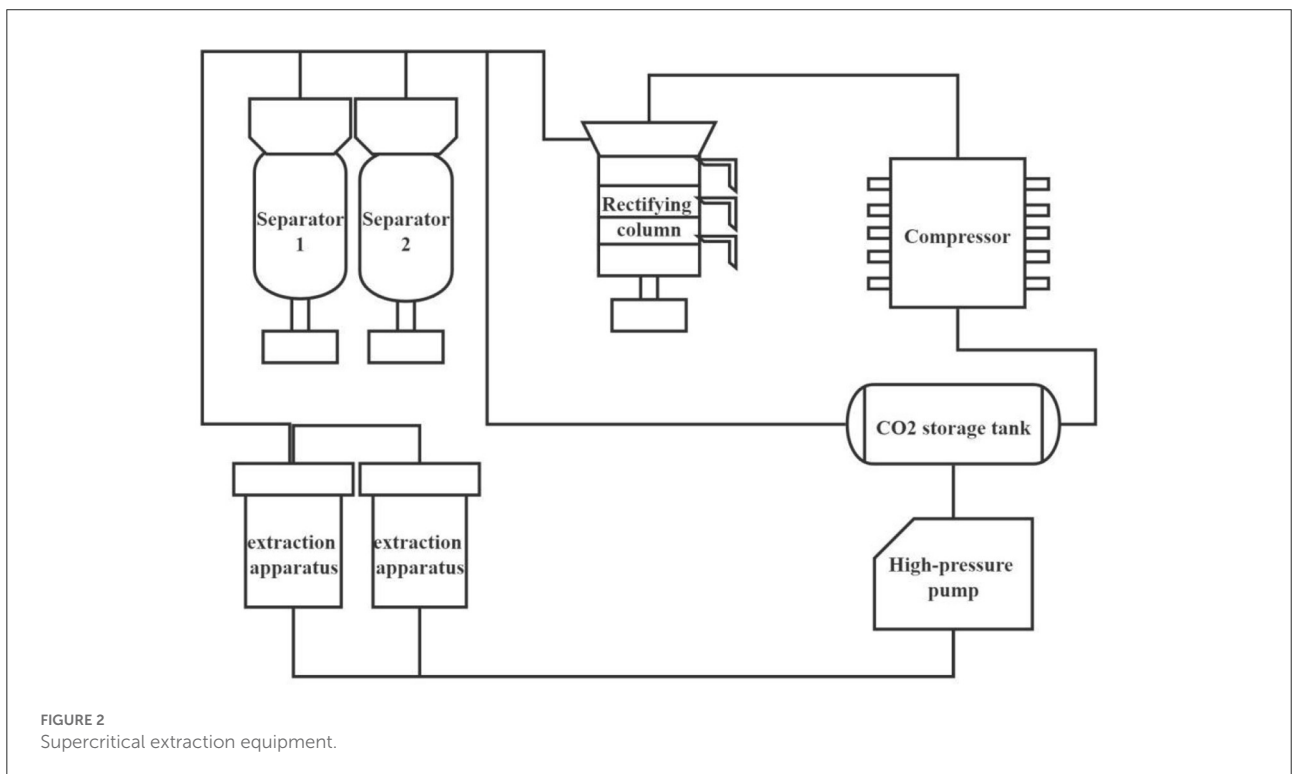 Separator
1
Separator
2
Rectifying
column
Compressor
CO2 storage tank
extraction
apparatus
extraction
apparatus
High-pressure
pump
FIGURE 2
Supercritical extraction equipment.